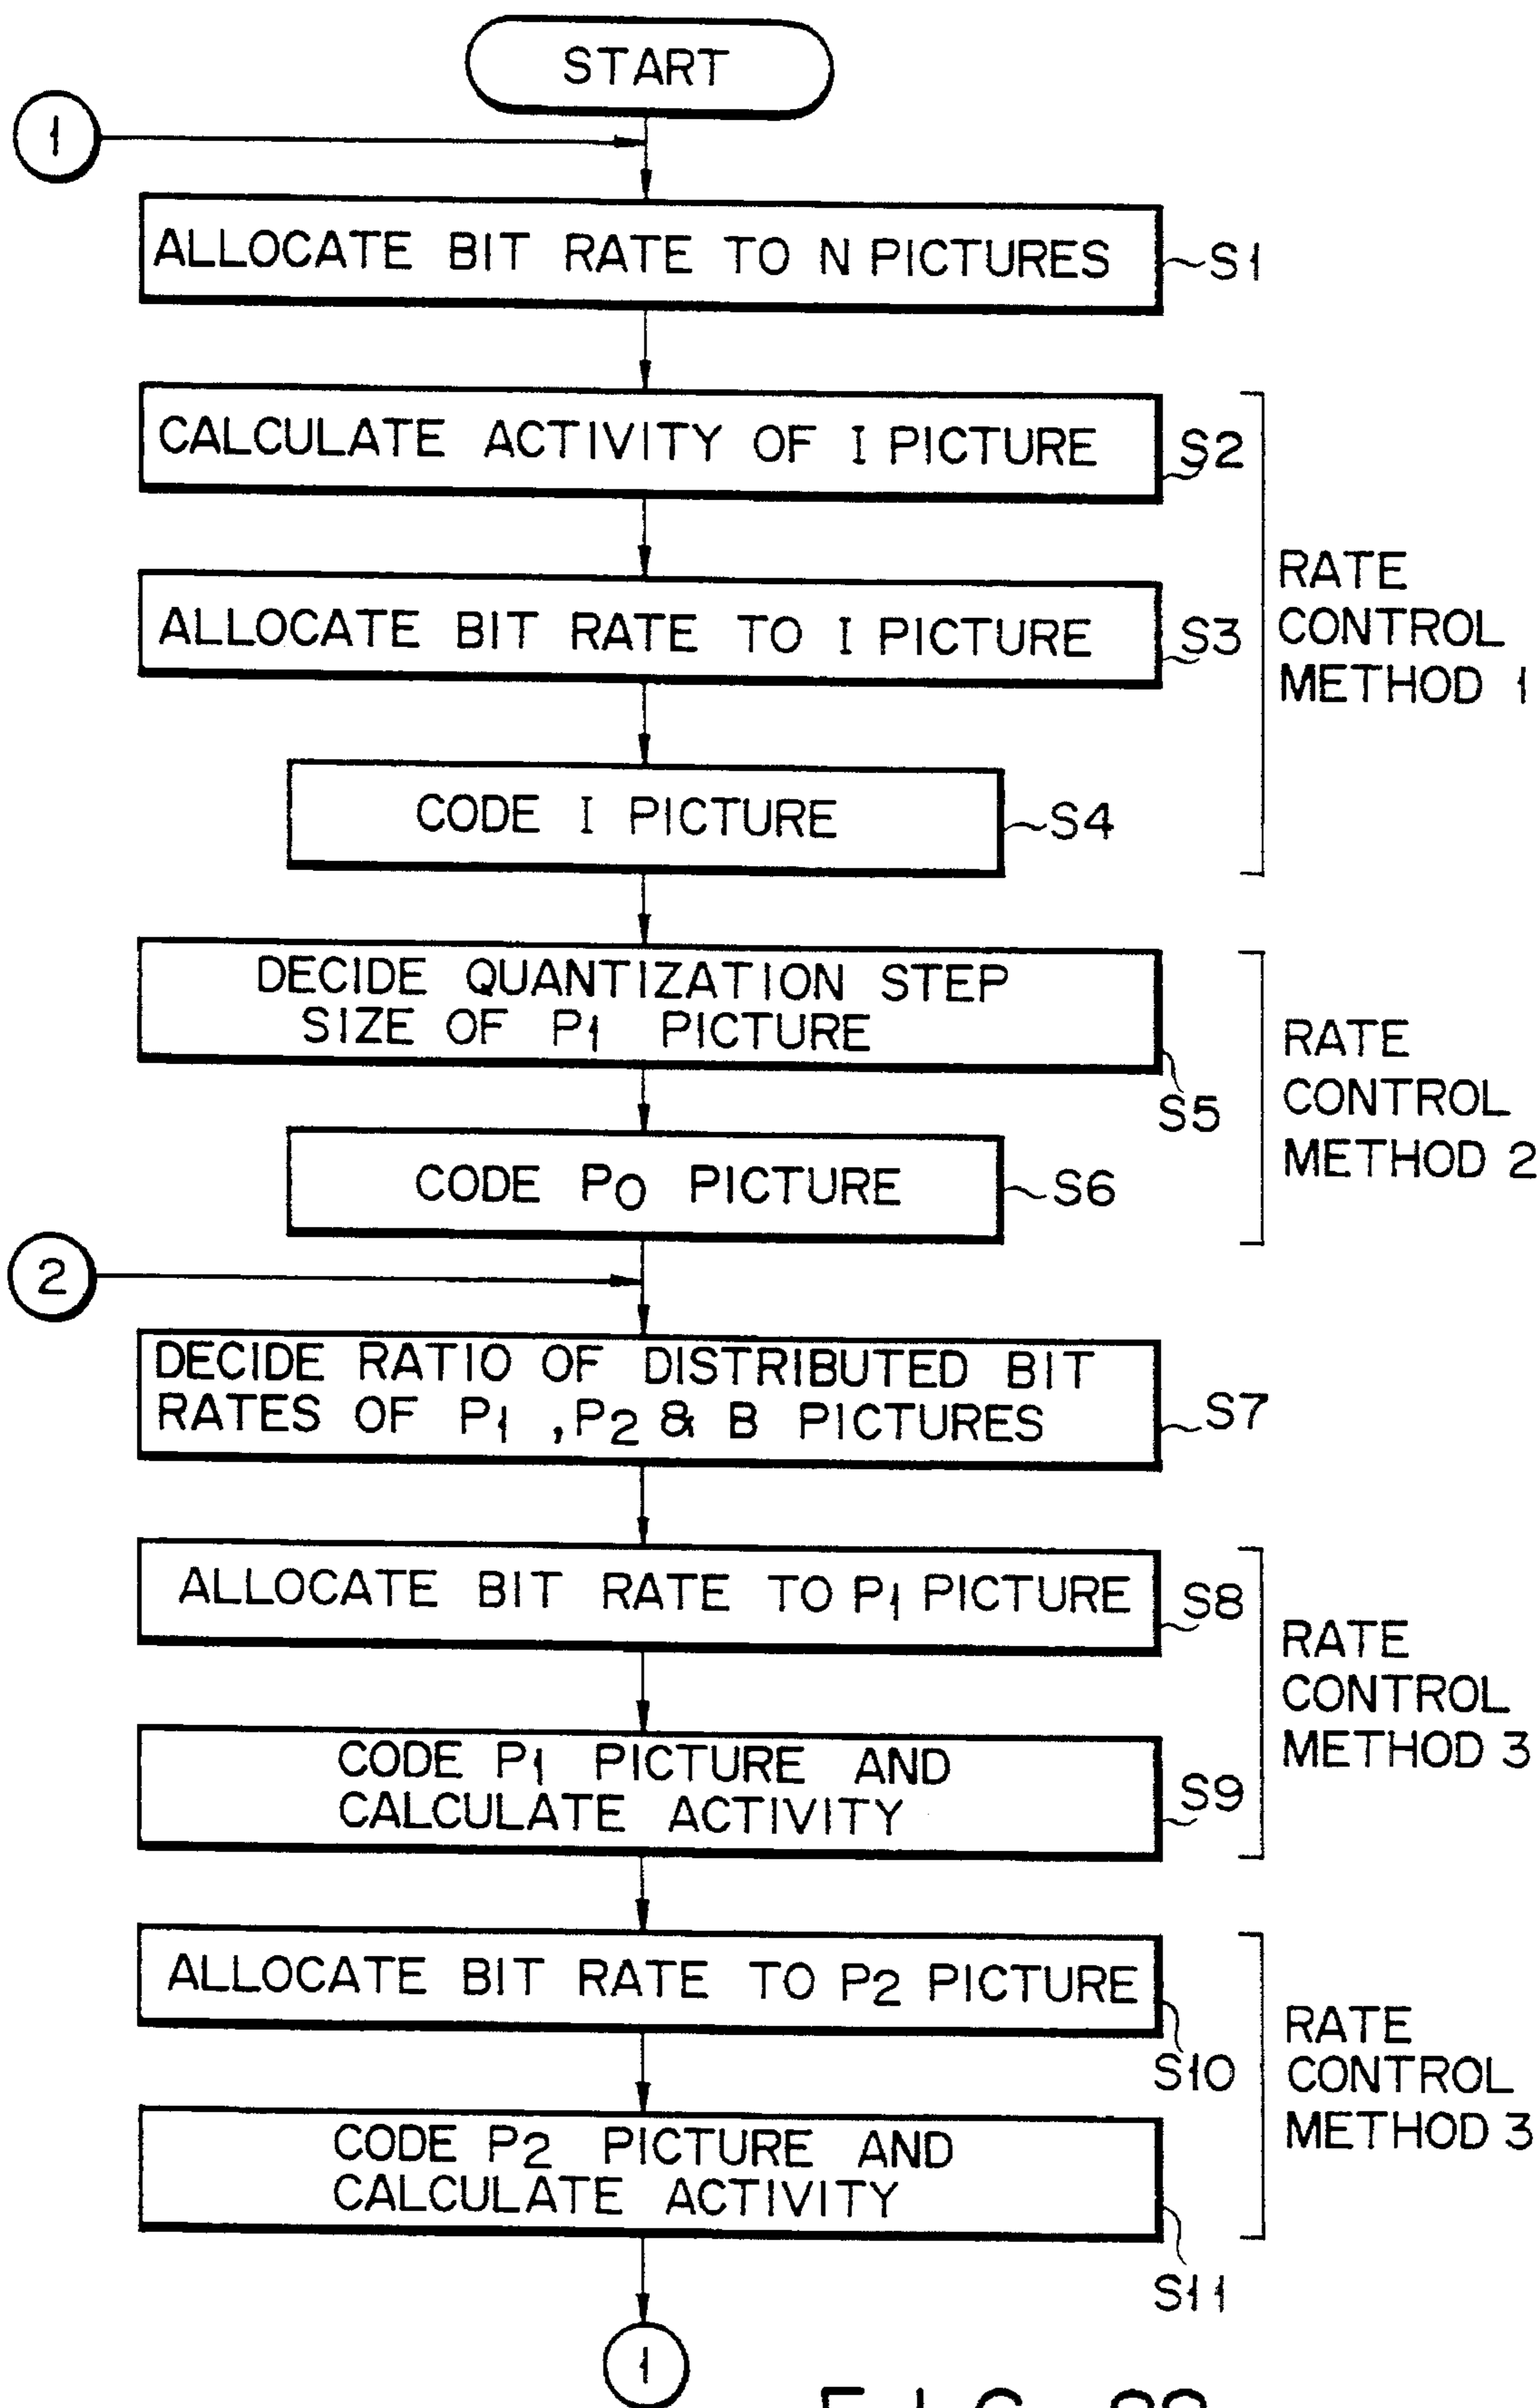 START
1
ALLOCATE BIT RATE TO N PICTURES
S1
CALCULATE ACTIVITY OF I PICTURE
S2
ALLOCATE BIT RATE TO I PICTURE
S3
CODE I PICTURE
S4
RATE
CONTROL
METHOD 1
DECIDE QUANTIZATION STEP
SIZE OF P1 PICTURE
S5
CODE P0 PICTURE
S6
RATE
CONTROL
METHOD 2
2
DECIDE RATIO OF DISTRIBUTED BIT
RATES OF P1 , P2 & B PICTURES
S7
ALLOCATE BIT RATE TO P1 PICTURE
S8
CODE P1 PICTURE AND
CALCULATE ACTIVITY
S9
RATE
CONTROL
METHOD 3
ALLOCATE BIT RATE TO P2 PICTURE
S10
CODE P2 PICTURE AND
CALCULATE ACTIVITY
S11
RATE
CONTROL
METHOD 3
1